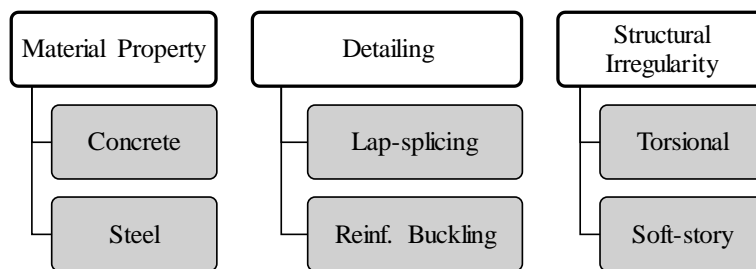 Material Property
Concrete
Steel
Detailing
Lap-splicing
Reinf. Buckling
Structural
Irregularity
Torsional
Soft-story